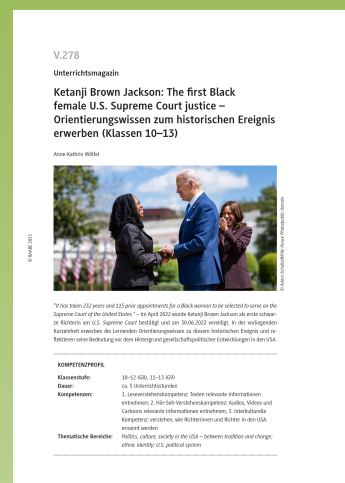 V.278
Unterrichtsmagazin
Ketanji Brown Jackson: The first Black
female U.S. Supreme Court justice –
Orientierungswissen zum historischen Ereignis
erwerben (Klassen 10–13)
Anne-Kathrin Wölfel
© RAABE 2023
© Adam Schultz/White House Photo/public domain
"It has taken 232 years and 115 prior appointments for a Black woman to be selected to serve on the
Supreme Court of the United States." – Im April 2022 wurde Ketanji Brown Jackson als erste schwar-
ze Richterin am U.S. Supreme Court bestätigt und am 30.06.2022 vereidigt. In der vorliegenden
Kurzeinheit erwerben die Lernenden Orientierungswissen zu diesem historischen Ereignis und re-
flektieren seine Bedeutung vor dem Hintergrund gesellschaftspolitischer Entwicklungen in den USA.
KOMPETENZPROFIL
Klassenstufe: 10–12 (G8), 11–13 (G9)
Dauer: ca. 5 Unterrichtsstunden
Kompetenzen: 1. Leseverstehenskompetenz: Texten relevante Informationen
entnehmen; 2. Hör-Seh-Verstehenskompetenz: Audios, Videos und
Cartoons relevante Informationen entnehmen; 3. Interkulturelle
Kompetenz: verstehen, wie Richterinnen und Richter in den USA
ernannt werden
Thematische Bereiche: Politics, culture, society in the USA – between tradition and change;
ethnic identity; U.S. political system